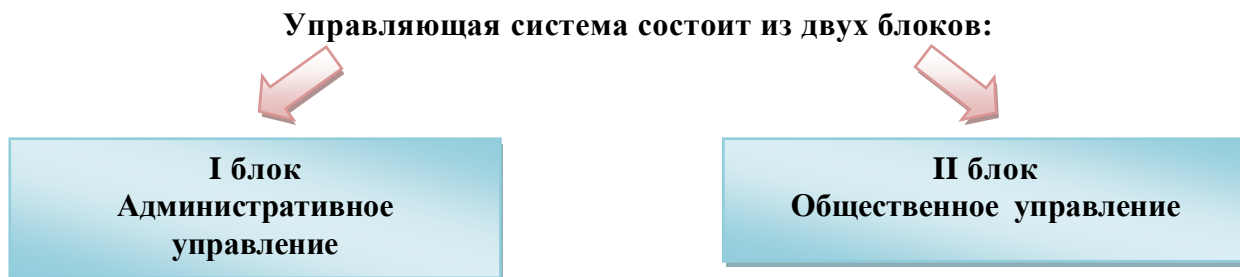 Управляющая система состоит из двух блоков:
I блок
Административное
управление
II блок
Общественное управление